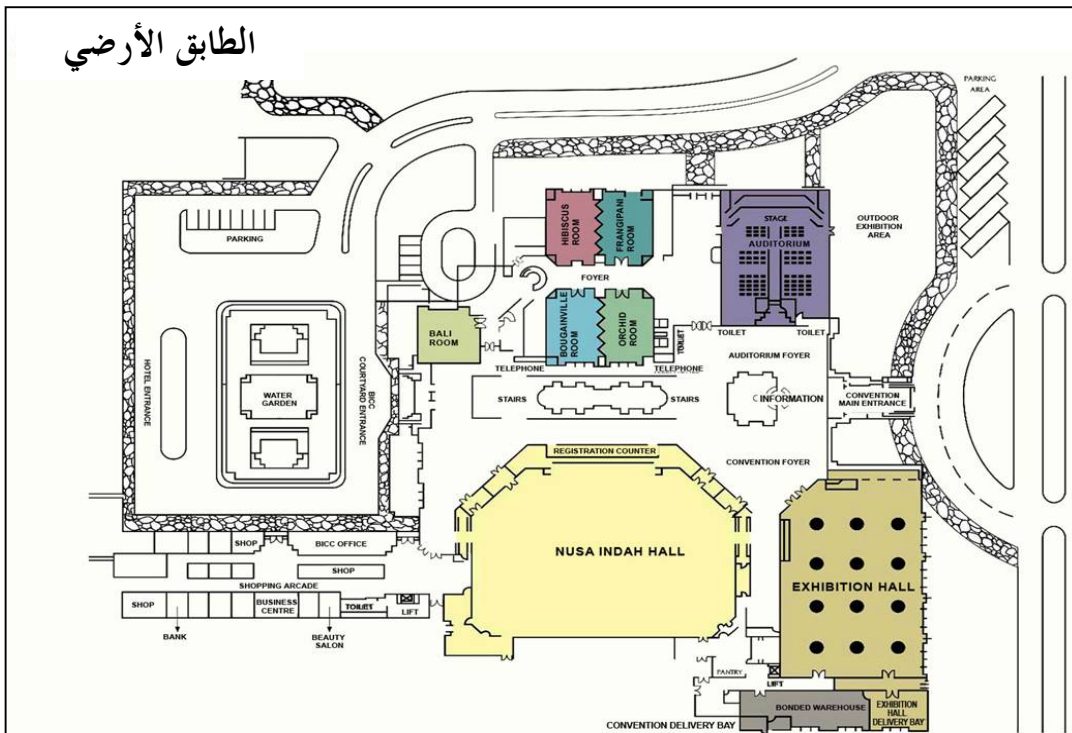 الطابق الأرضي
PARKING
AREA
HIBISCUS
ROOM
FRANGIPANI
ROOM
STAGE
AUDITORIUM
OUTDOOR
EXHIBITION
AREA
PARKING
FOYER
BALI
ROOM
BOUGAINVILLE
ROOM
ORCHID
ROOM
TOILET
TOILET
TOILET
TELEPHONE
TELEPHONE
AUDITORIUM FOYER
HOTEL ENTRANCE
WATER
GARDEN
BICC
COURTYARD ENTRANCE
STAIRS
STAIRS
INFORMATION
CONVENTION
MAIN ENTRANCE
REGISTRATION COUNTER
CONVENTION FOYER
SHOP
BICC OFFICE
NUSA INDAH HALL
SHOP
SHOPPING ARCADE
EXHIBITION HALL
SHOP
BUSINESS
CENTRE
TOILET
LIFT
BANK
BEAUTY
SALON
PANTRY
LIFT
BONDED WAREHOUSE
EXHIBITION
HALL
DELIVERY BAY
CONVENTION DELIVERY BAY